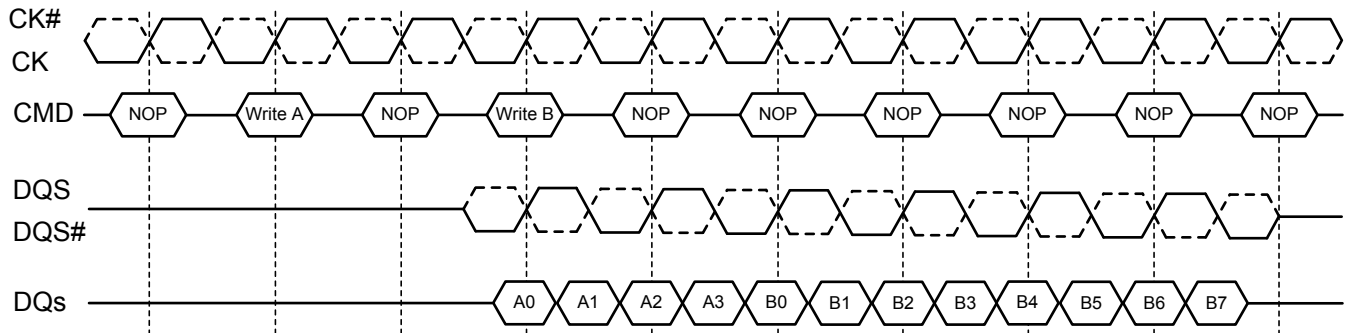 CK#
CK
CMD NOP Write A NOP Write B NOP NOP NOP NOP NOP NOP
DQS
DQS#
DQs A0 A1 A2 A3 B0 B1 B2 B3 B4 B5 B6 B7